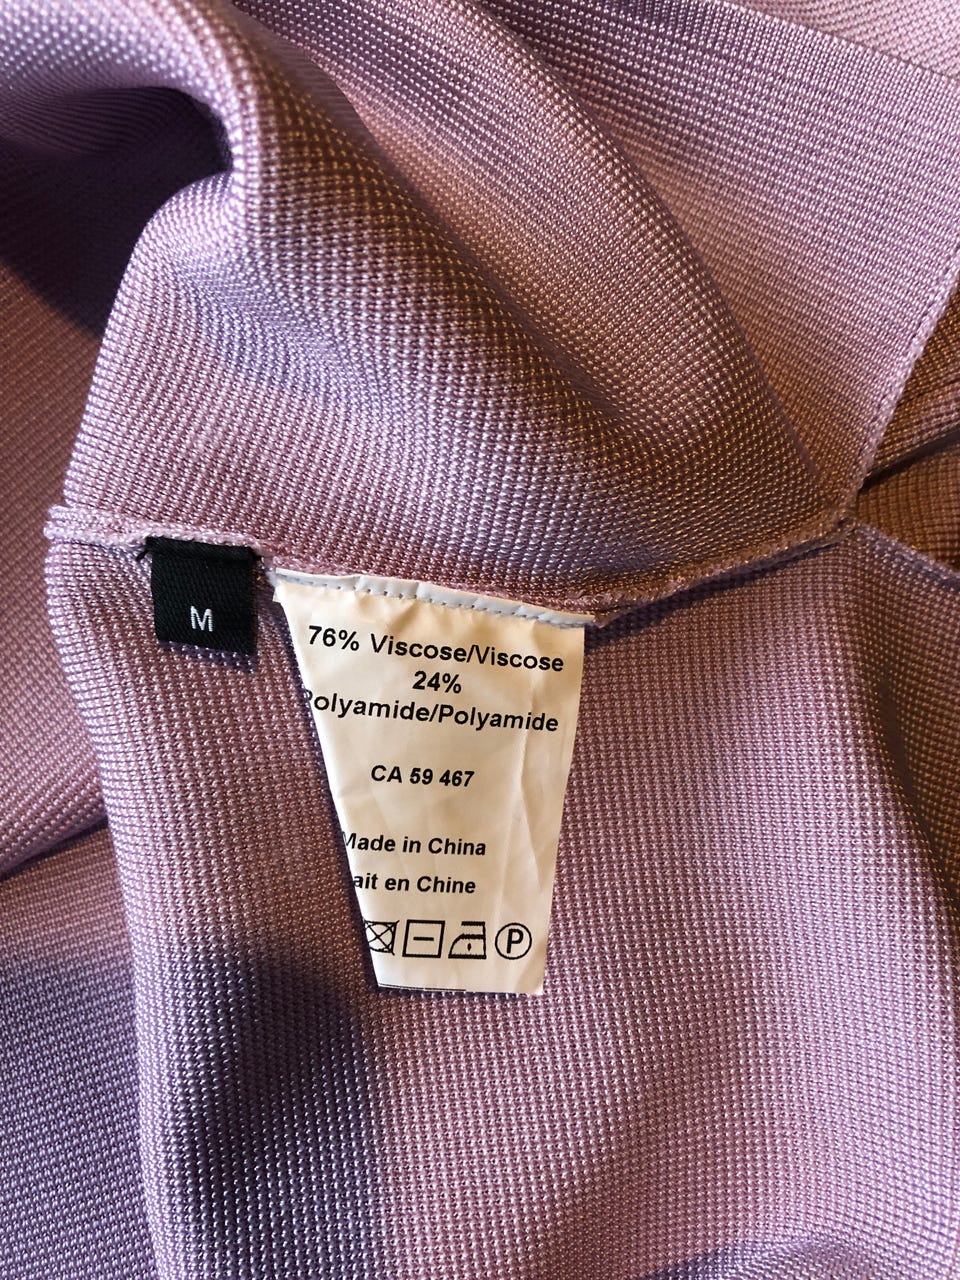 M
76% Viscose/Viscose
24%
Polyamide/Polyamide
CA 59 467
Made in China
ait en Chine
P